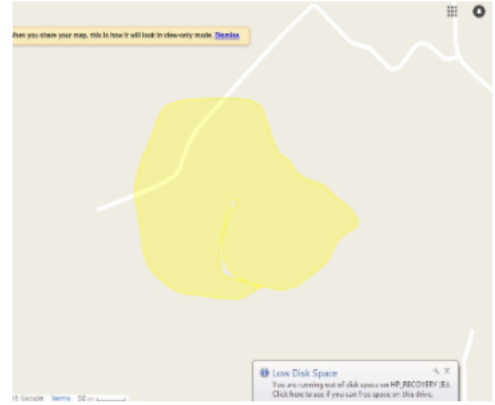 when you share your map, this is how it will look in view-only mode. Dismiss
Low Disk Space
You are running out of disk space on HP_RECOVERY (E:).
Click here to see if you can free space on this drive.
Google Terms 50 m